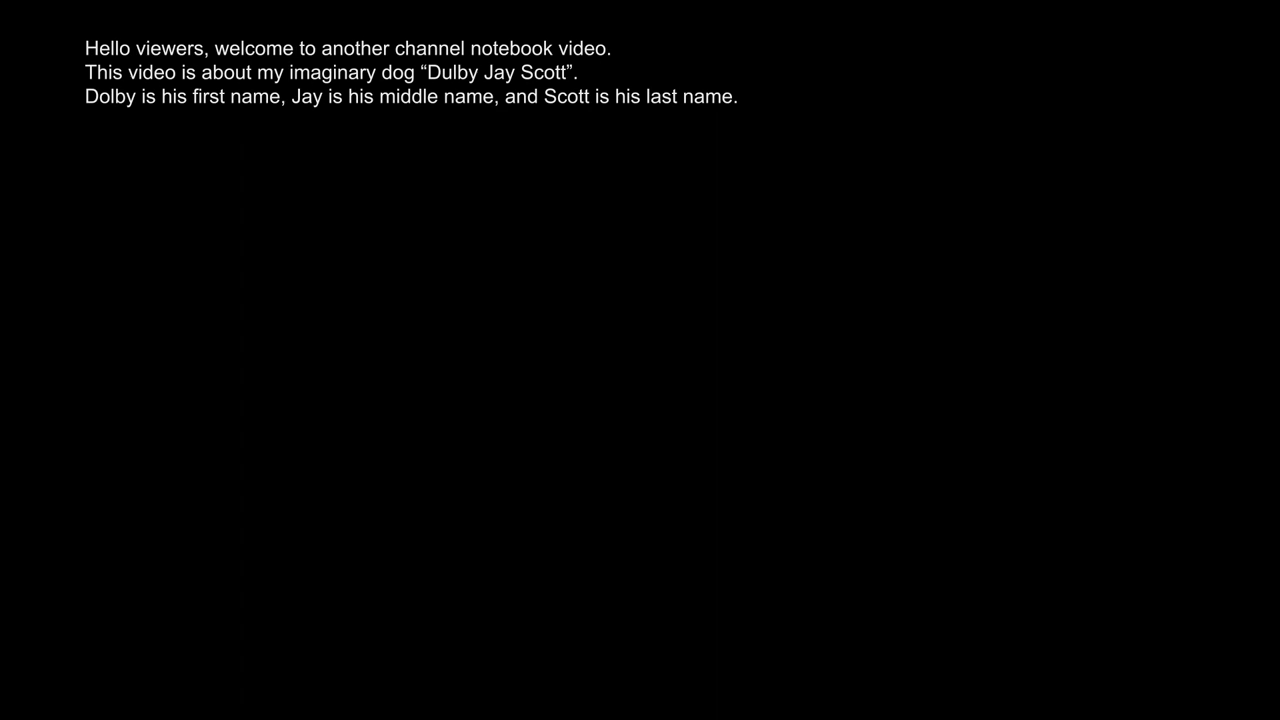 Hello viewers, welcome to another channel notebook video.
This video is about my imaginary dog “Dulby Jay Scott”.
Dolby is his first name, Jay is his middle name, and Scott is his last name.